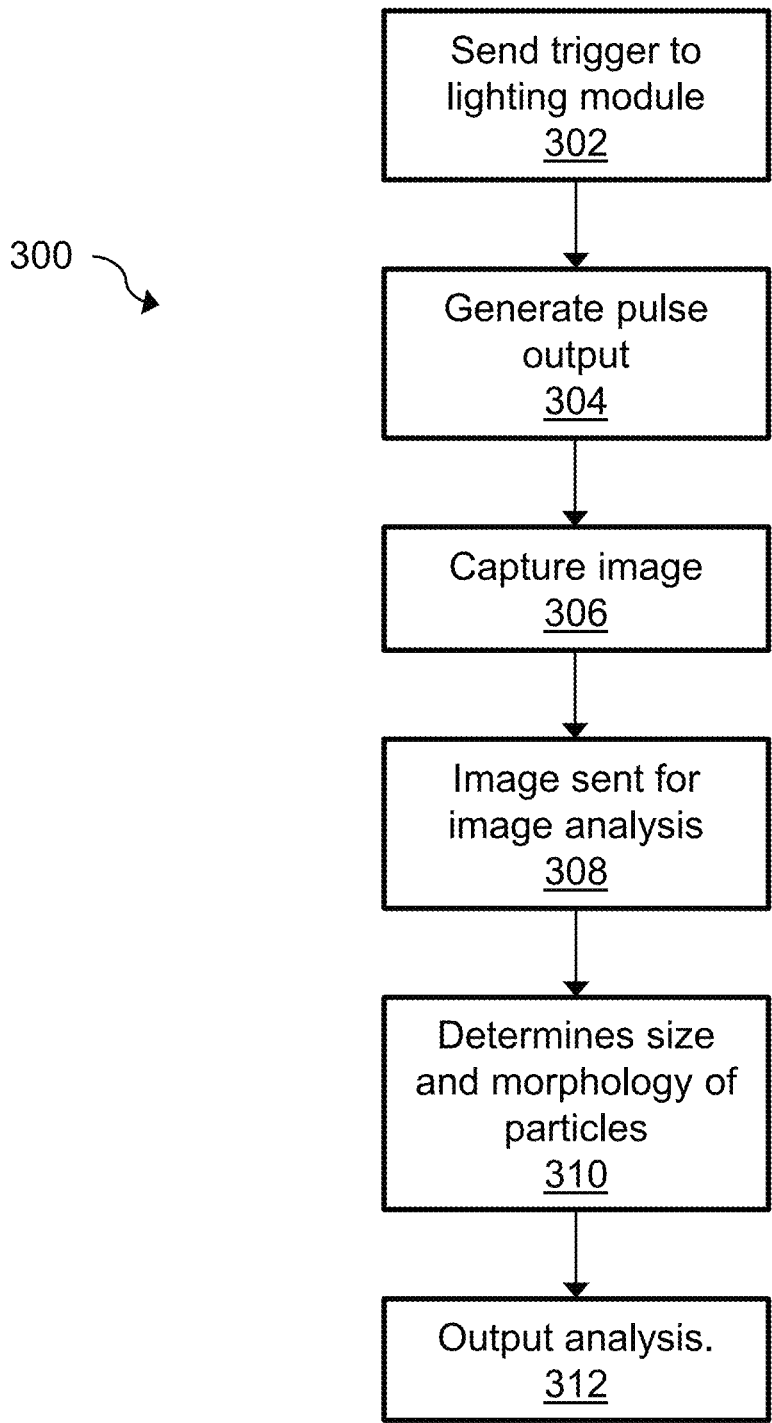 Send trigger to
lighting module
302
300
Generate pulse
output
304
Capture image
306
Image sent for
image analysis
308
Determines size
and morphology of
particles
310
Output analysis.
312